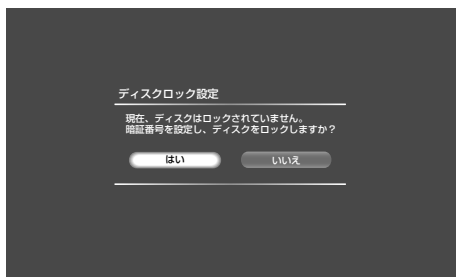 ディスクロック設定
現在、ディスクはロックされていません。
暗証番号を設定し、ディスクをロックしますか？
はい
いいえ